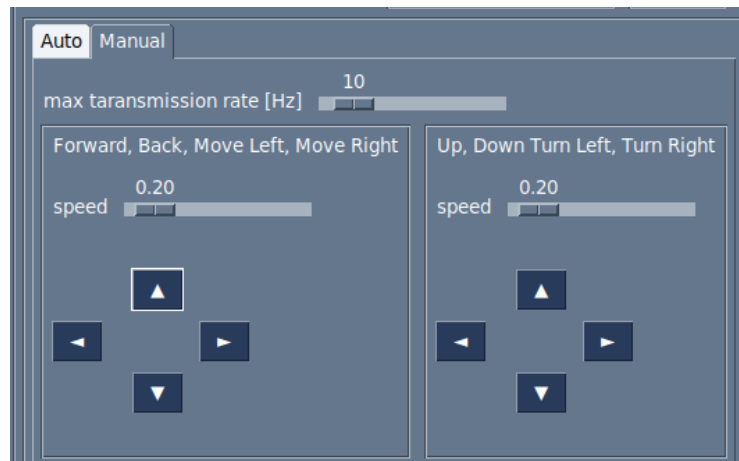 Auto Manual
10
max taransmission rate [Hz]
Forward, Back, Move Left, Move Right
0.20
speed
Up, Down Turn Left, Turn Right
0.20
speed